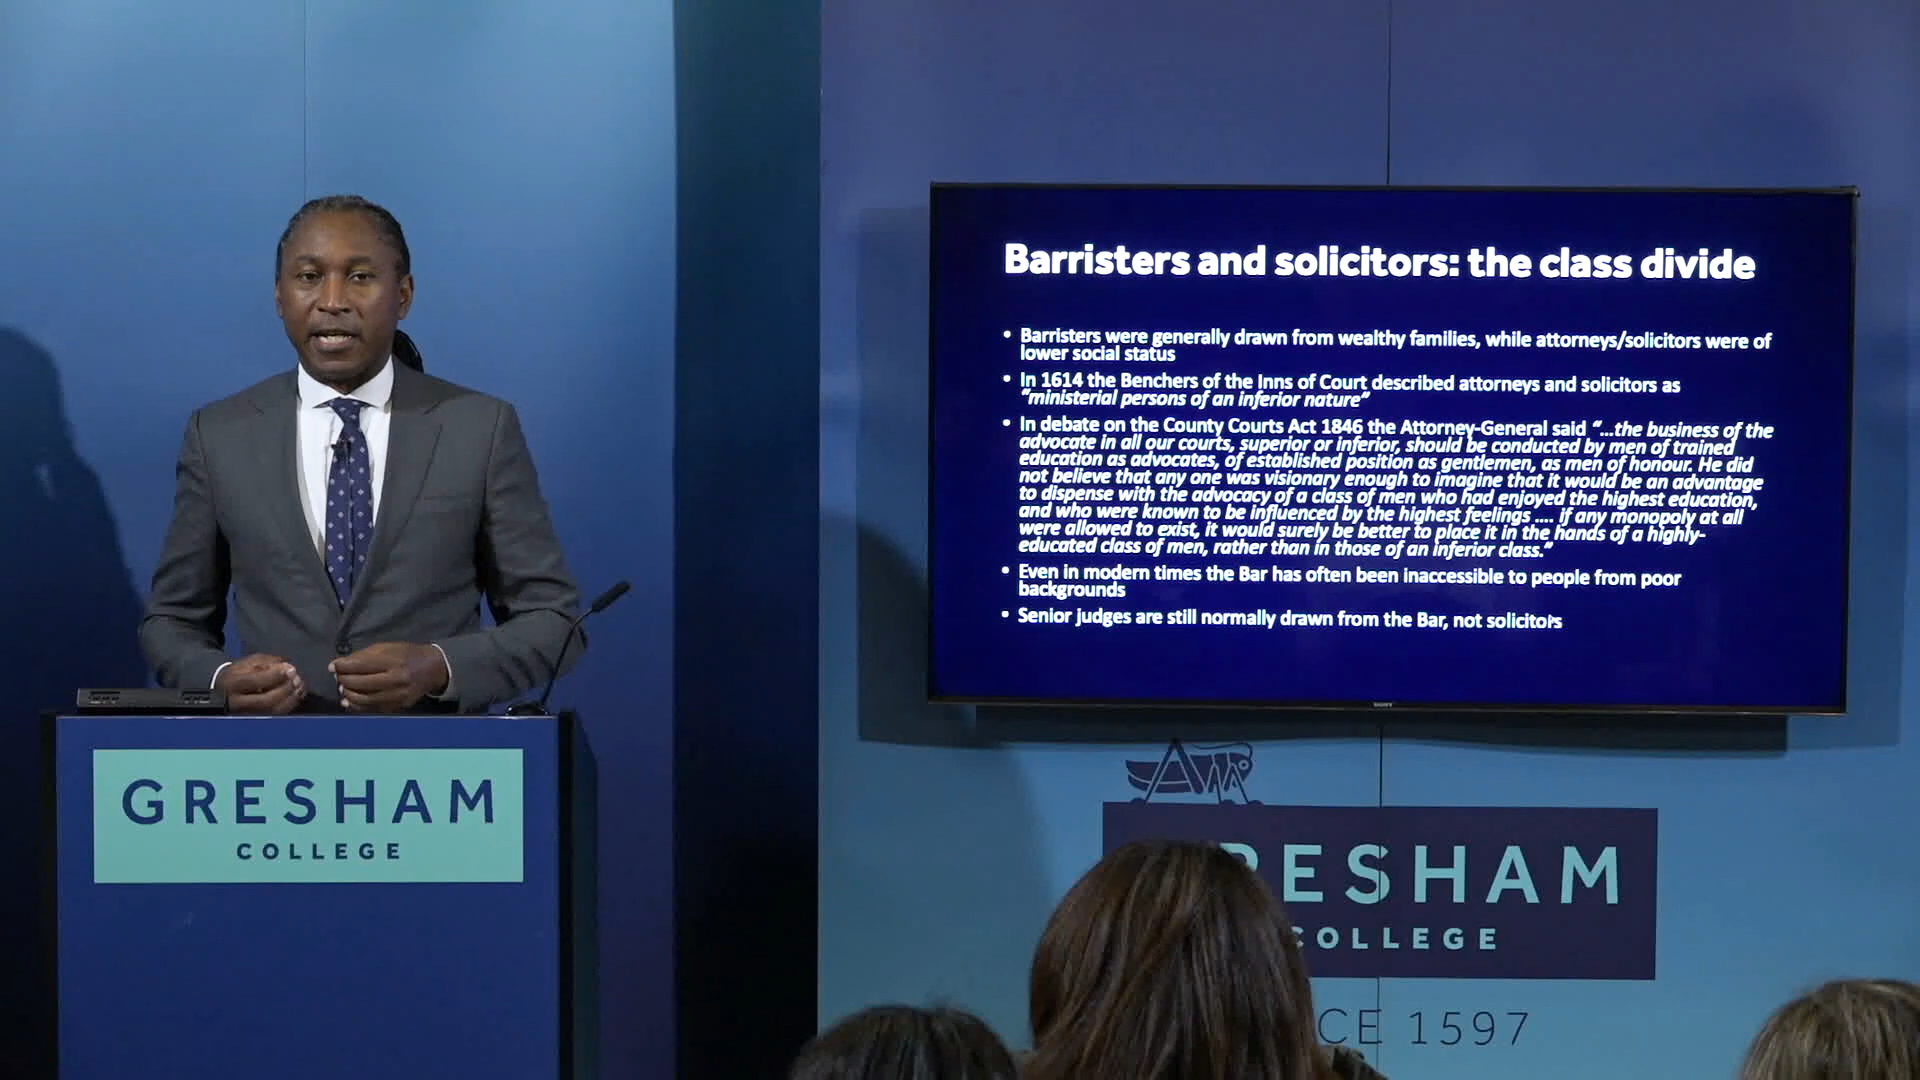 Barristers and solicitors: the class divide
• Barristers were generally drawn from wealthy families, while attorneys/solicitors were of
lower social status
• In 1614 the Benchers of the Inns of Court described attorneys and solicitors as
“ministerial persons of an inferior nature”
• In debate on the County Courts Act 1846 the Attorney-General said “...the business of the
advocate in all our courts, superior or inferior, should be conducted by men of trained
education as advocates, of established position as gentlemen, as men of honour. He did
not believe that any one was visionary enough to imagine that it would be an advantage
to dispense with the advocacy of a class of men who had enjoyed the highest education,
and who were known to be influenced by the highest feelings .... if any monopoly at all
were allowed to exist, it would surely be better to place it in the hands of a highly-
educated class of men, rather than in those of an inferior class.”
• Even in modern times the Bar has often been inaccessible to people from poor
backgrounds
• Senior judges are still normally drawn from the Bar, not solicitors
SONY
GRESHAM
COLLEGE
RESHAM
COLLEGE
CE 1597